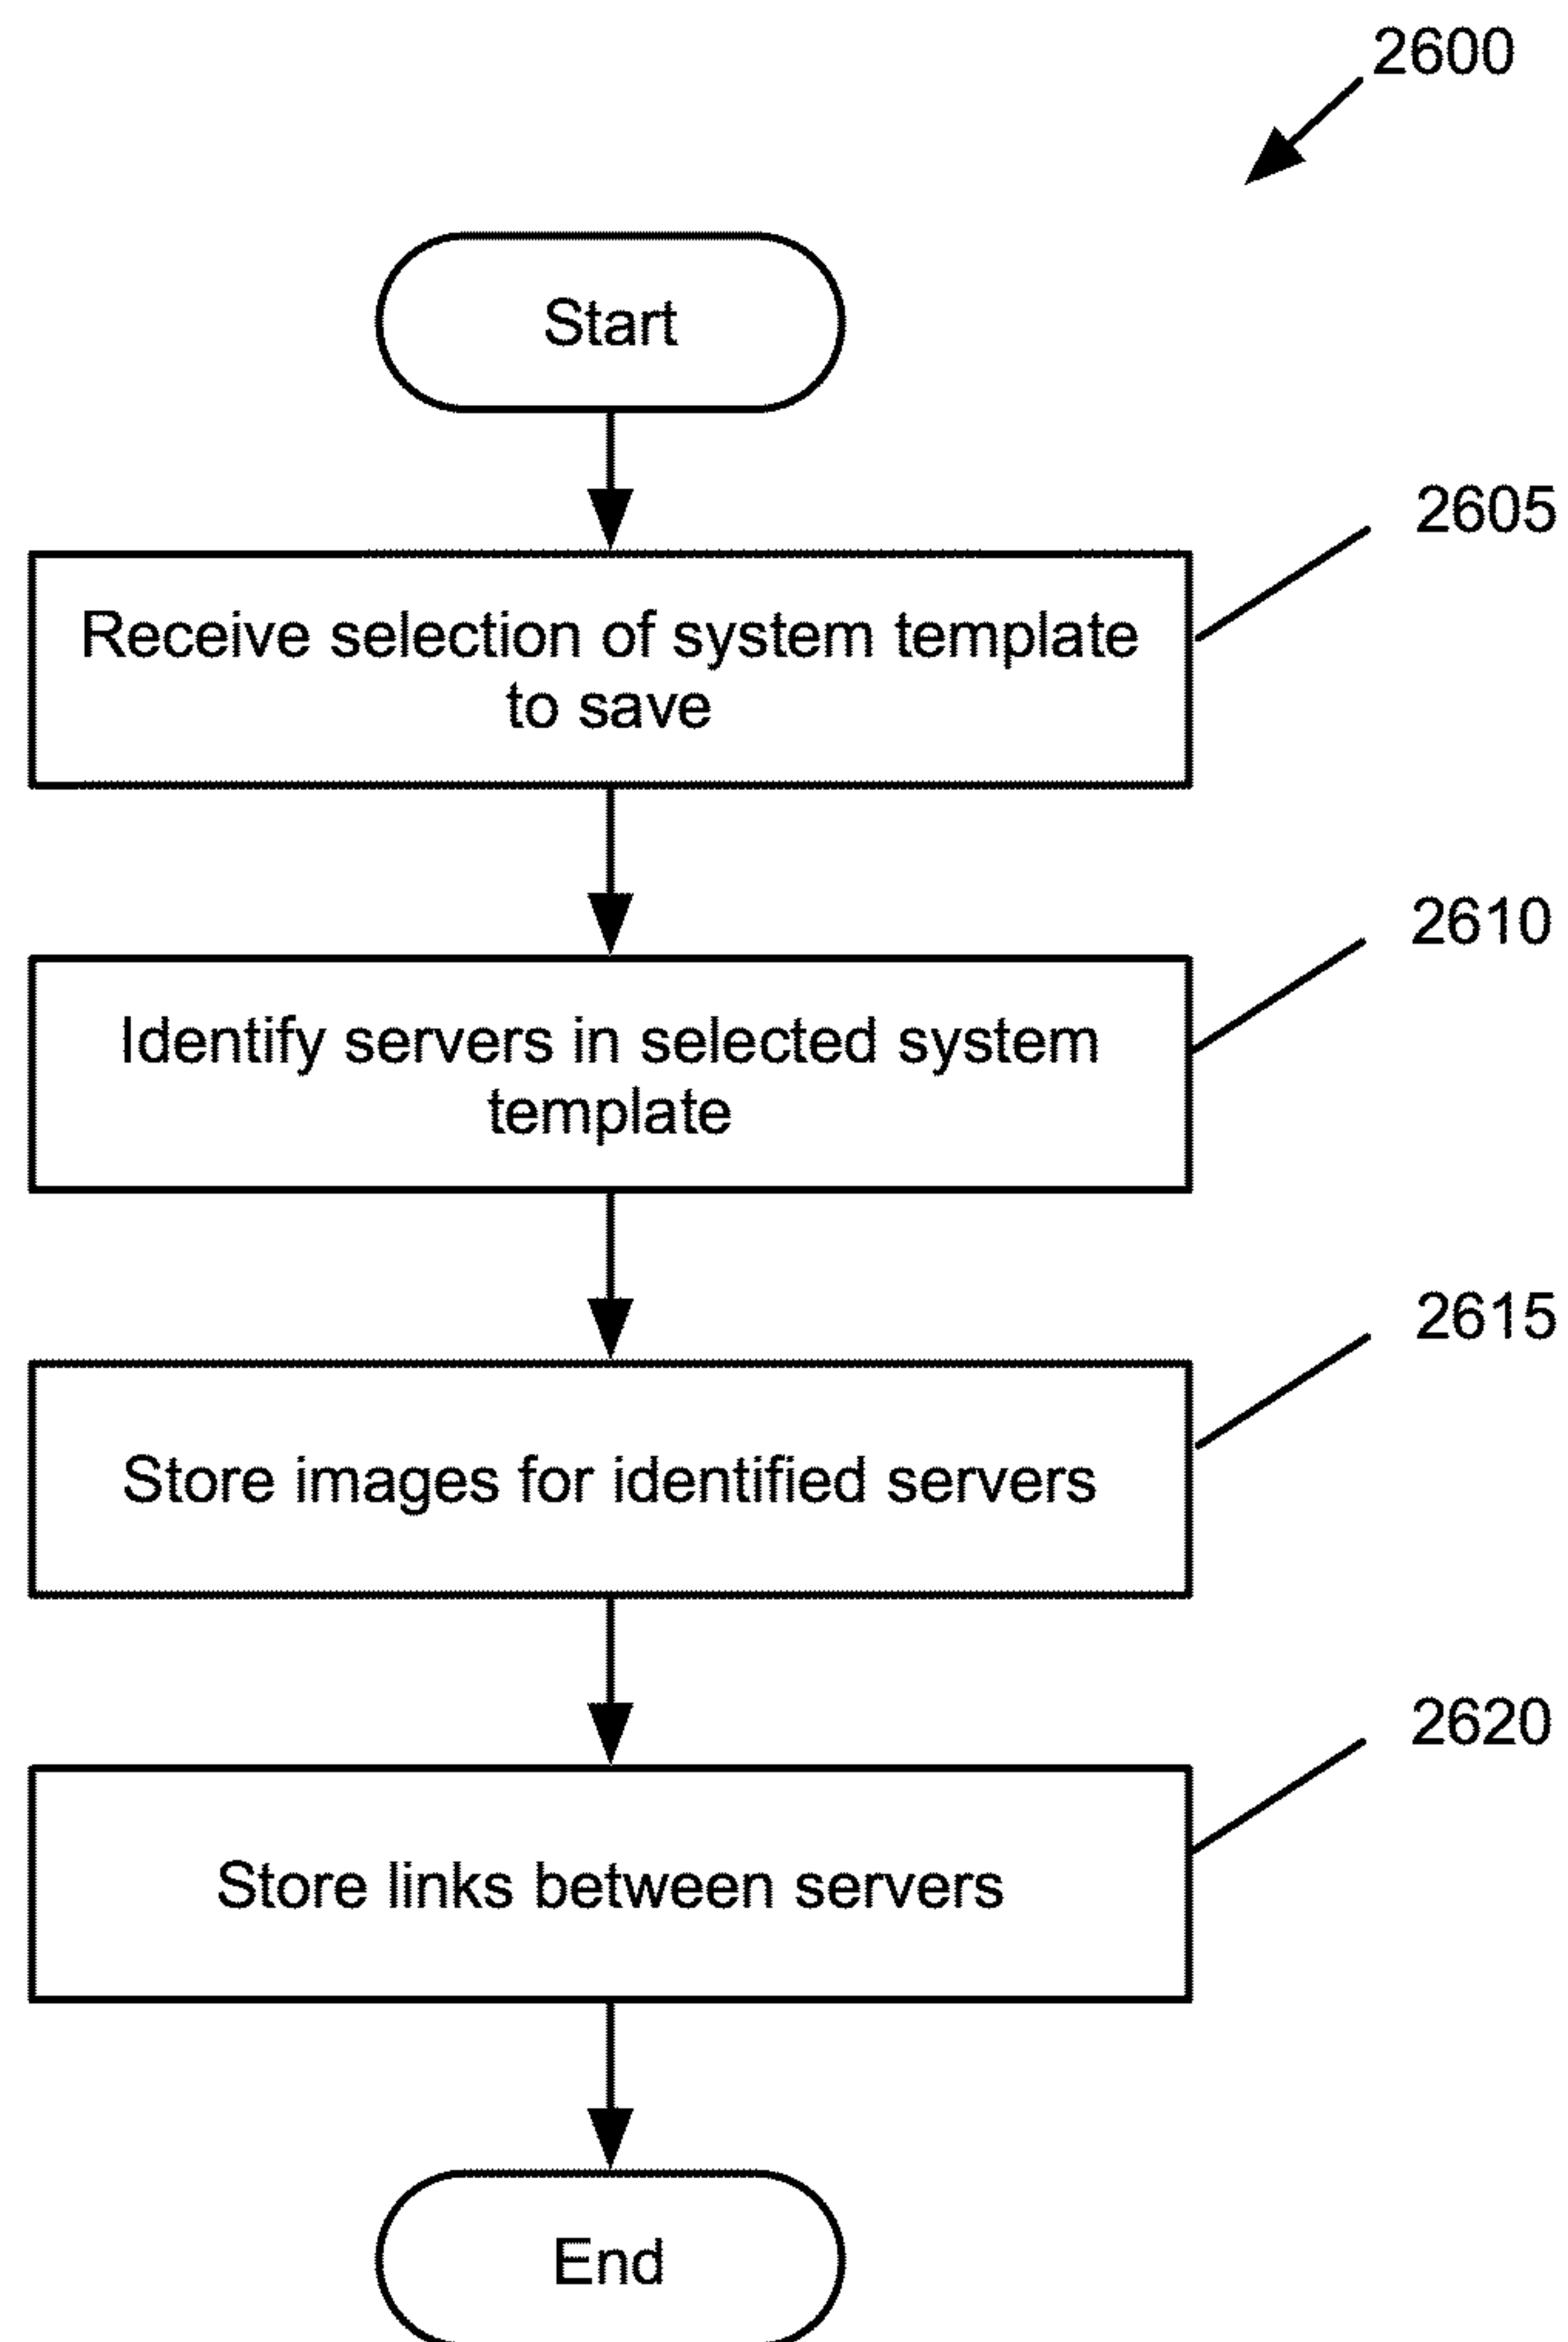 2600
Start
2605
Receive selection of system template
to save
2610
Identify servers in selected system
template
2615
Store images for identified servers
2620
Store links between servers
End